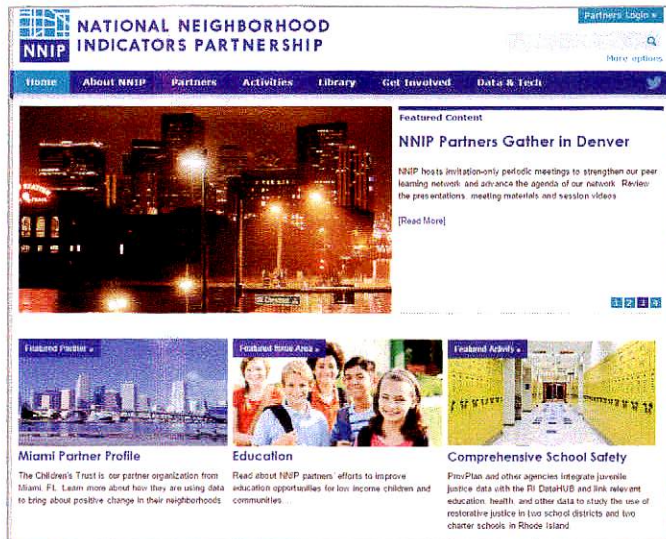 NNIP
NATIONAL NEIGHBORHOOD
INDICATORS PARTNERSHIP
Partners Login »
More options
Home About NNIP Partners Activities Library Get Involved Data & Tech
Featured Content
NNIP Partners Gather in Denver
NNIP hosts invitation-only periodic meetings to strengthen our peer
learning network and advance the agenda of our network. Review
the presentations, meeting materials and session videos
[Read More]
1 2 3 4
Featured Partner »
Featured Issue Area »
Featured Activity »
Miami Partner Profile
The Children's Trust is our partner organization from
Miami, FL. Learn more about how they are using data
to bring about positive change in their neighborhoods
Education
Read about NNIP partners' efforts to improve
education opportunities for low income children and
communities...
Comprehensive School Safety
ProvPlan and other agencies integrate juvenile
justice data with the RI DataHUB and link relevant
education, health, and other data to study the use of
restorative justice in two school districts and two
charter schools in Rhode Island